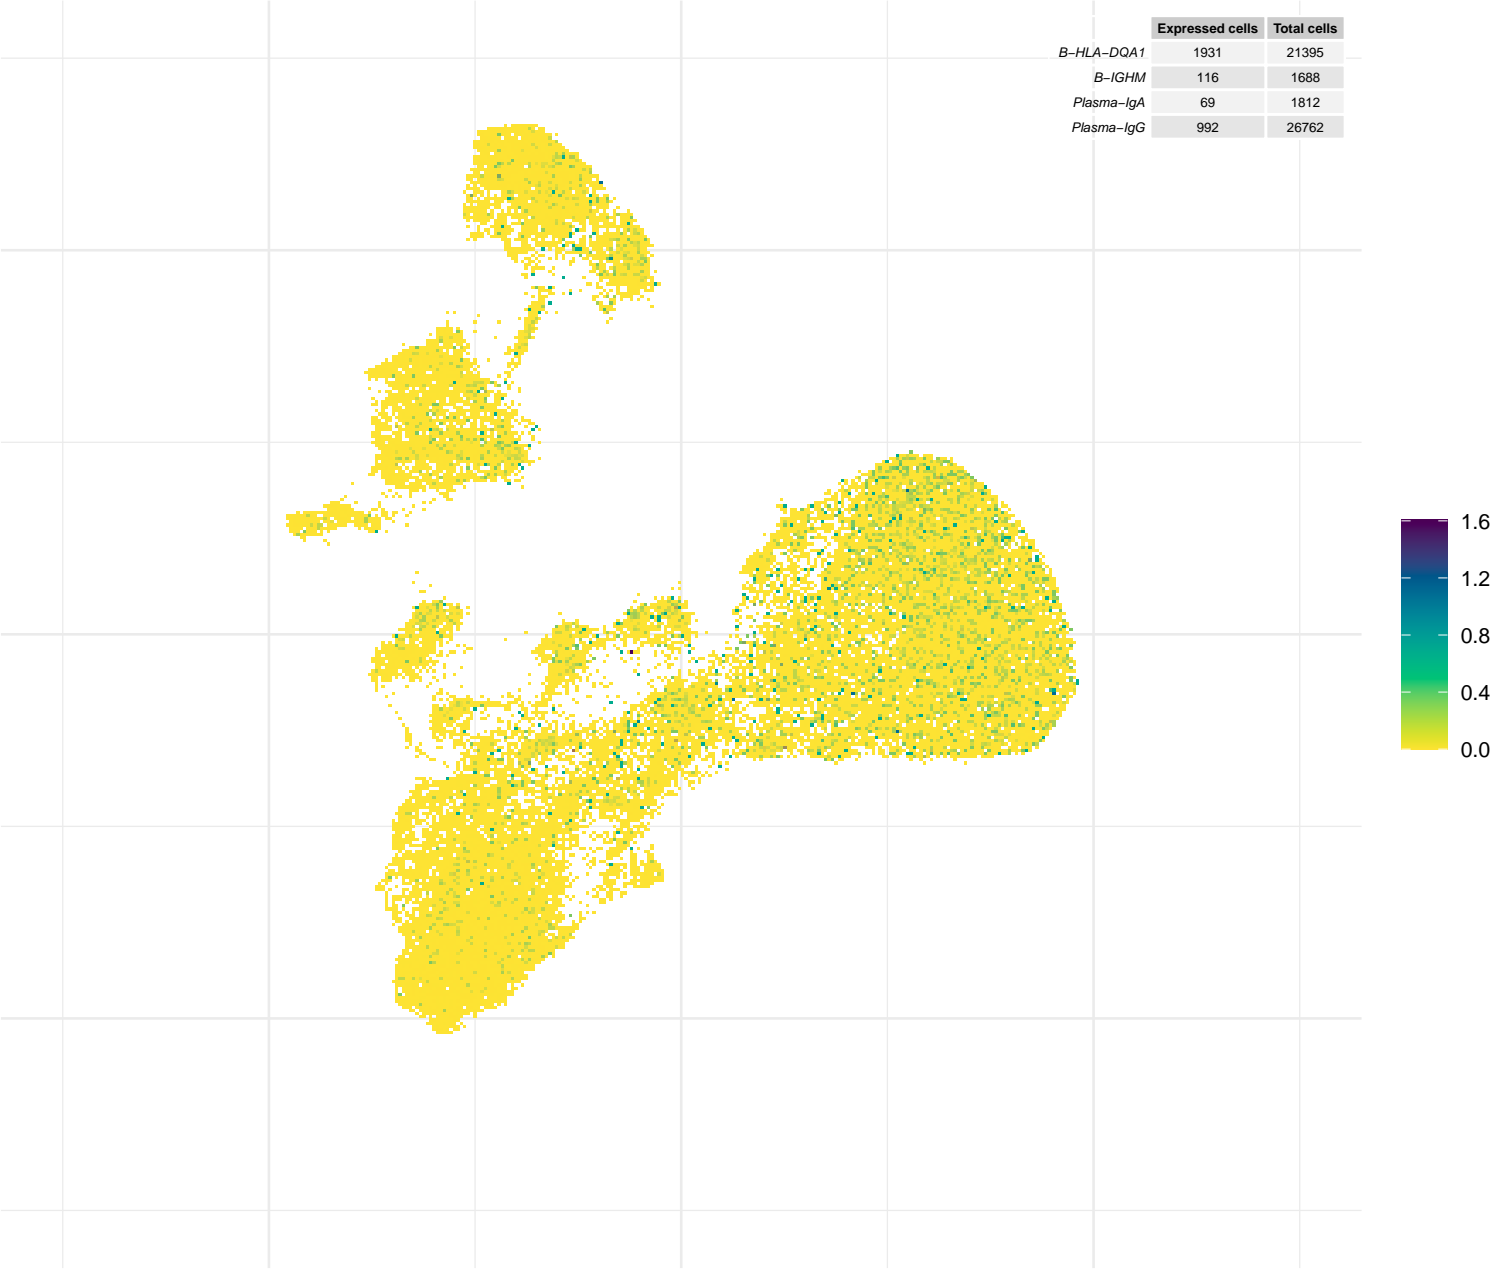 Expressed cells Total cells
B−HLA−DQA1 1931 21395
B−IGHM 116 1688
Plasma−IgA 69 1812
Plasma−IgG 992 26762
1.6
1.2
0.8
0.4
0.0